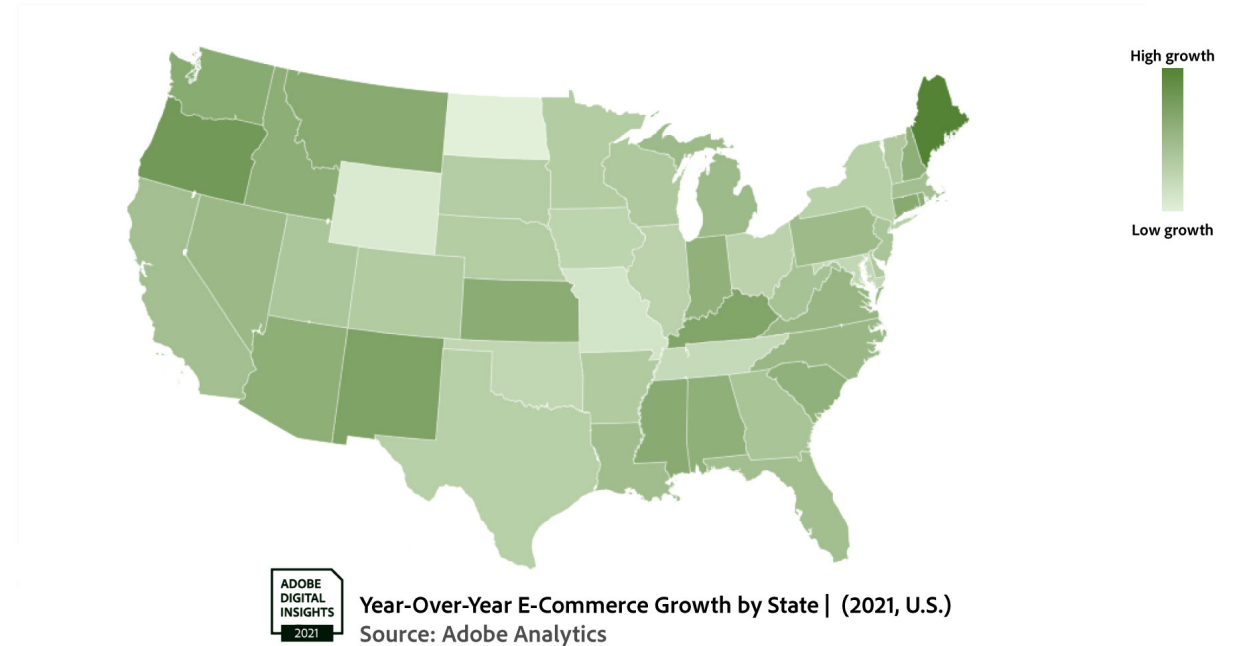 High growth
Low growth
ADOBE
DIGITAL
INSIGHTS
2021
Year-Over-Year E-Commerce Growth by State | (2021, U.S.)
Source: Adobe Analytics